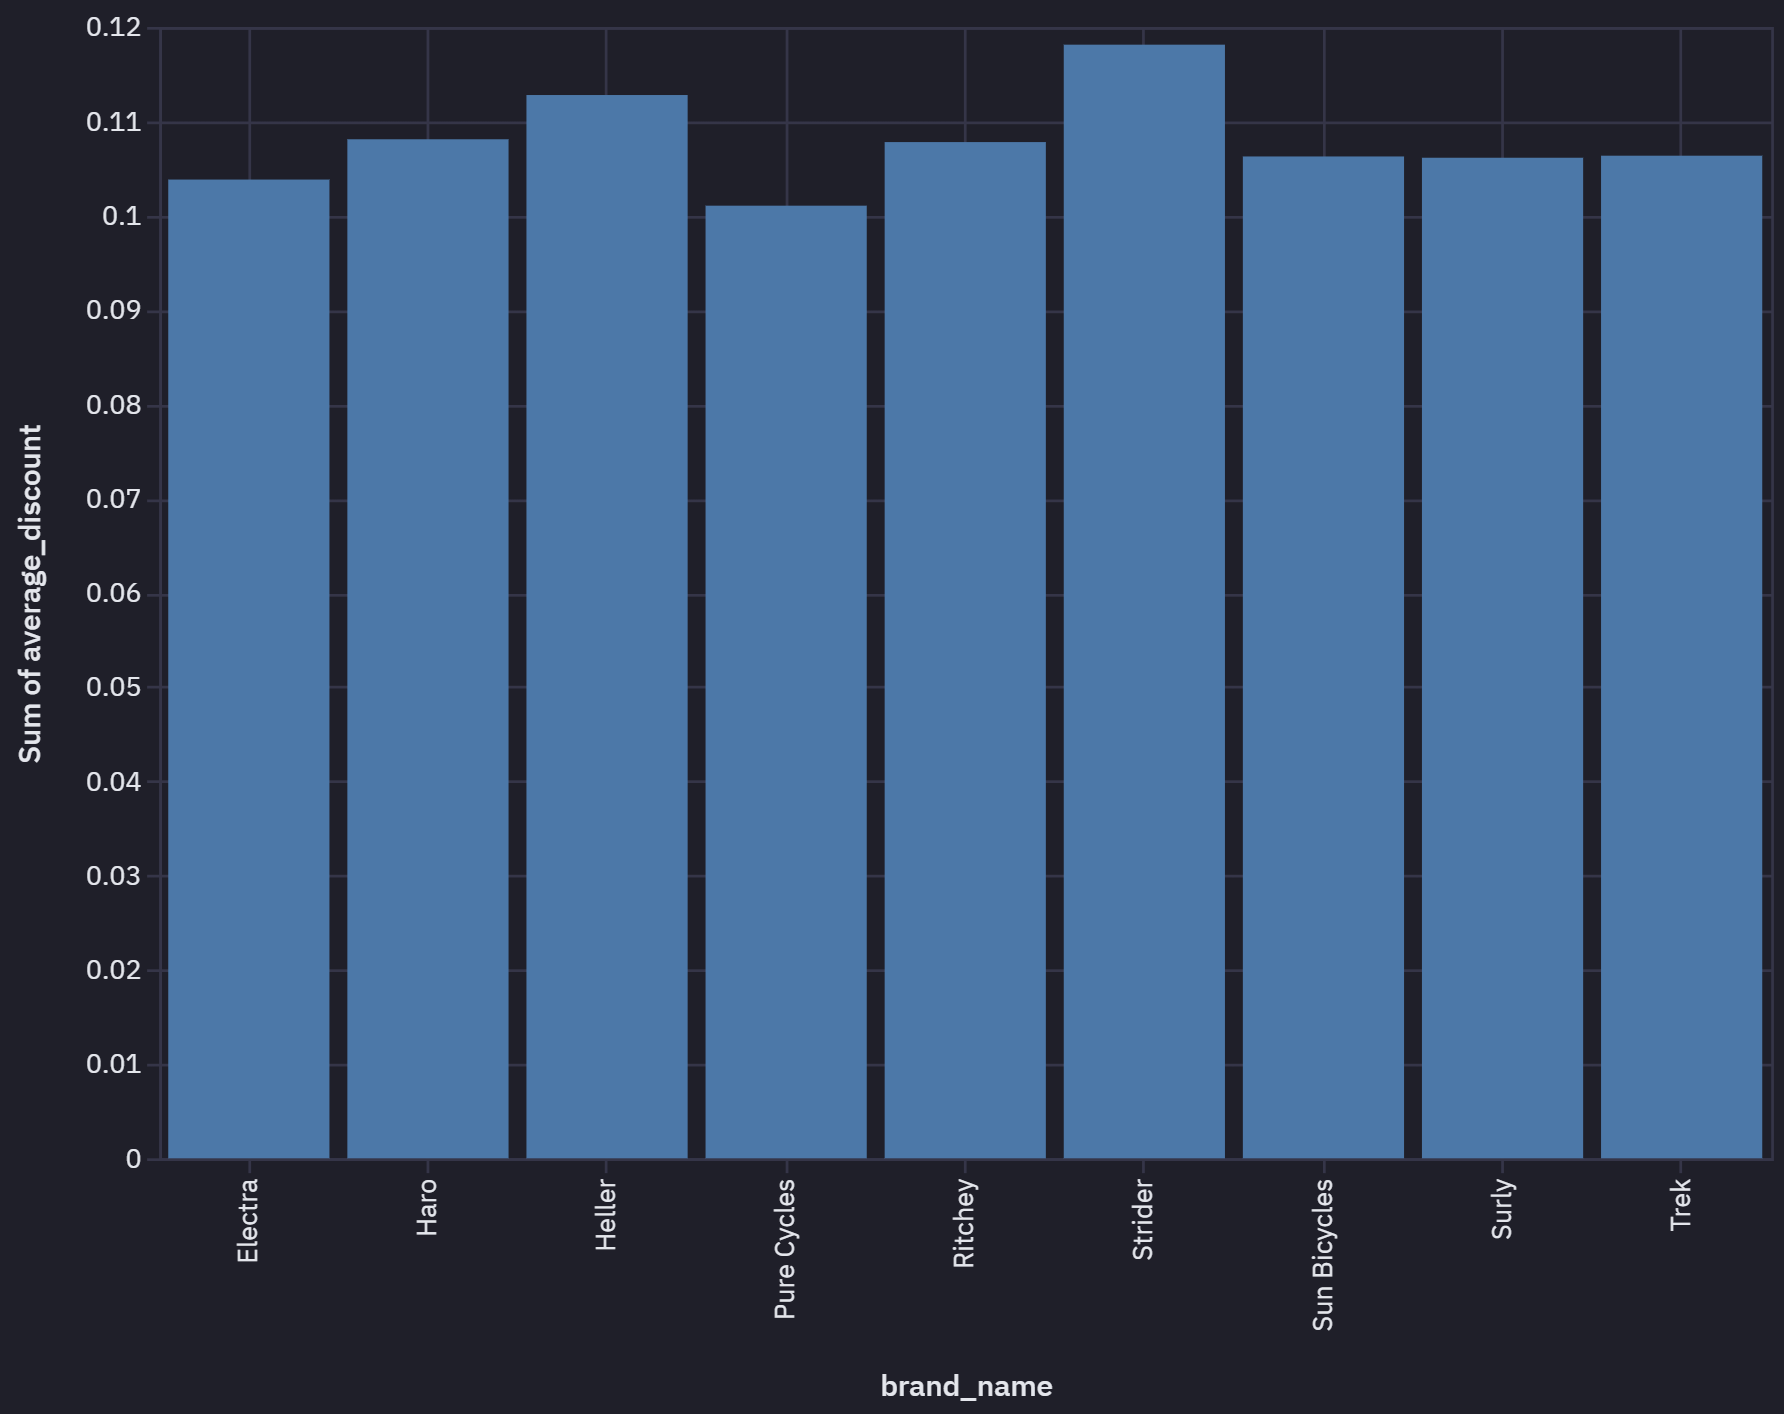 0.12
0.11
0.1
0.09
0.08
0.07
0.06
0.05
0.04
0.03
0.02
0.01
0
Sum of average_discount
Electra
Haro
Heller
Pure Cycles
Ritchey
Strider
Sun Bicycles
Surly
Trek
brand_name